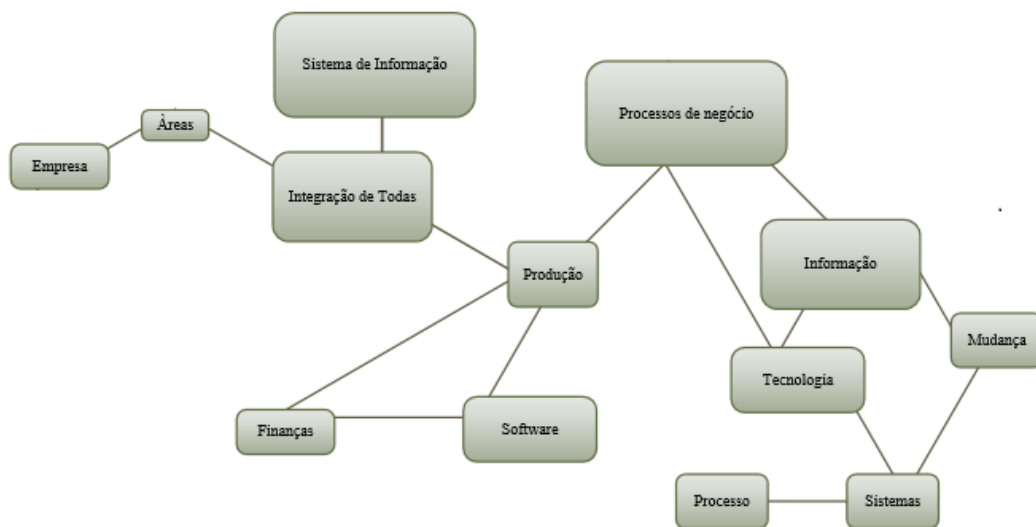 Sistema de Informação
Processos de negócio
Àreas
Empresa
Integração de Todas
Informação
Produção
Mudança
Tecnologia
Finanças
Software
Processo
Sistemas
.